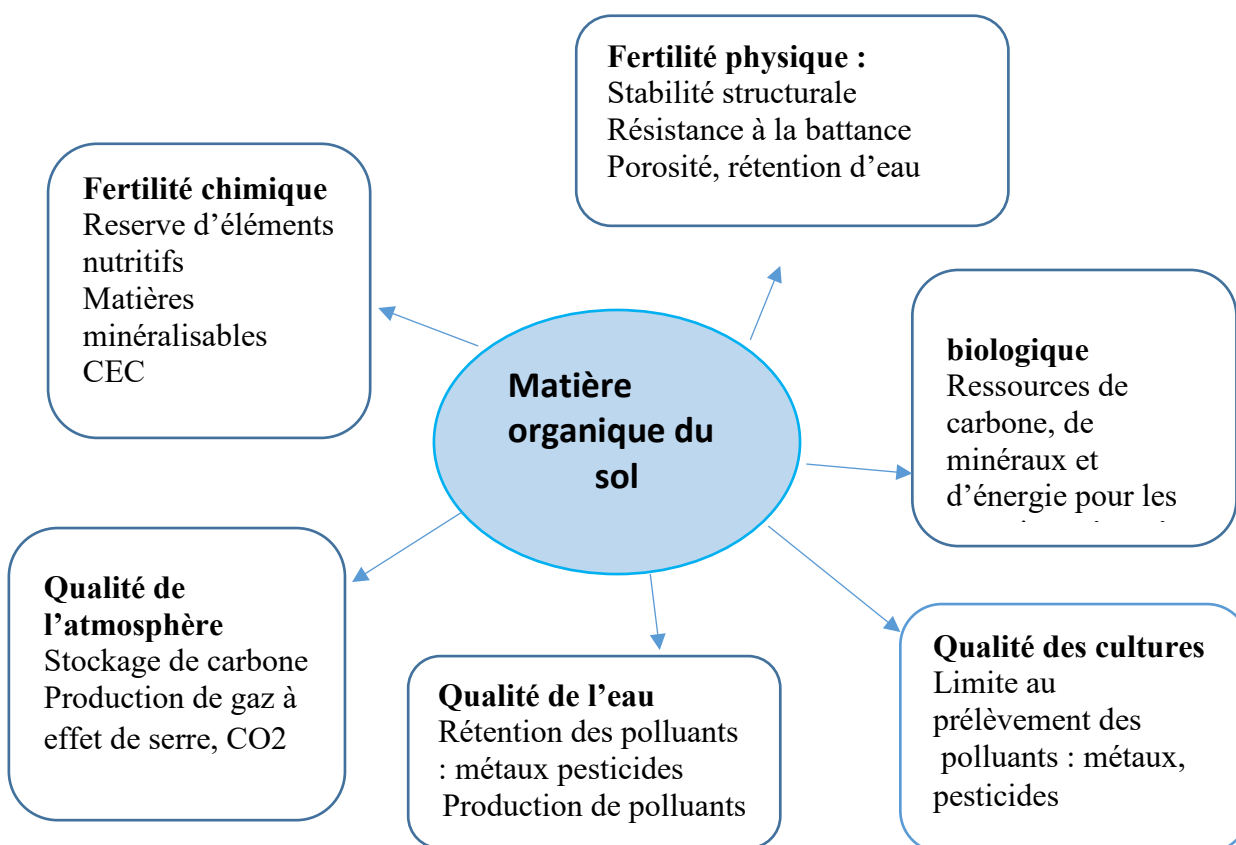 Fertilité physique :
Stabilité structurale
Résistance à la battance
Porosité, rétention d’eau
Fertilité chimique
Reserve d’éléments
nutritifs
Matières
minéralisables
CEC
biologique
Ressources de
carbone, de
minéraux et
d’énergie pour les
Matière
organique du
sol
Qualité de
l’atmosphère
Stockage de carbone
Production de gaz à
effet de serre, CO2
Qualité de l’eau
Rétention des polluants
: métaux pesticides
Production de polluants
Qualité des cultures
Limite au
prélèvement des
polluants : métaux,
pesticides